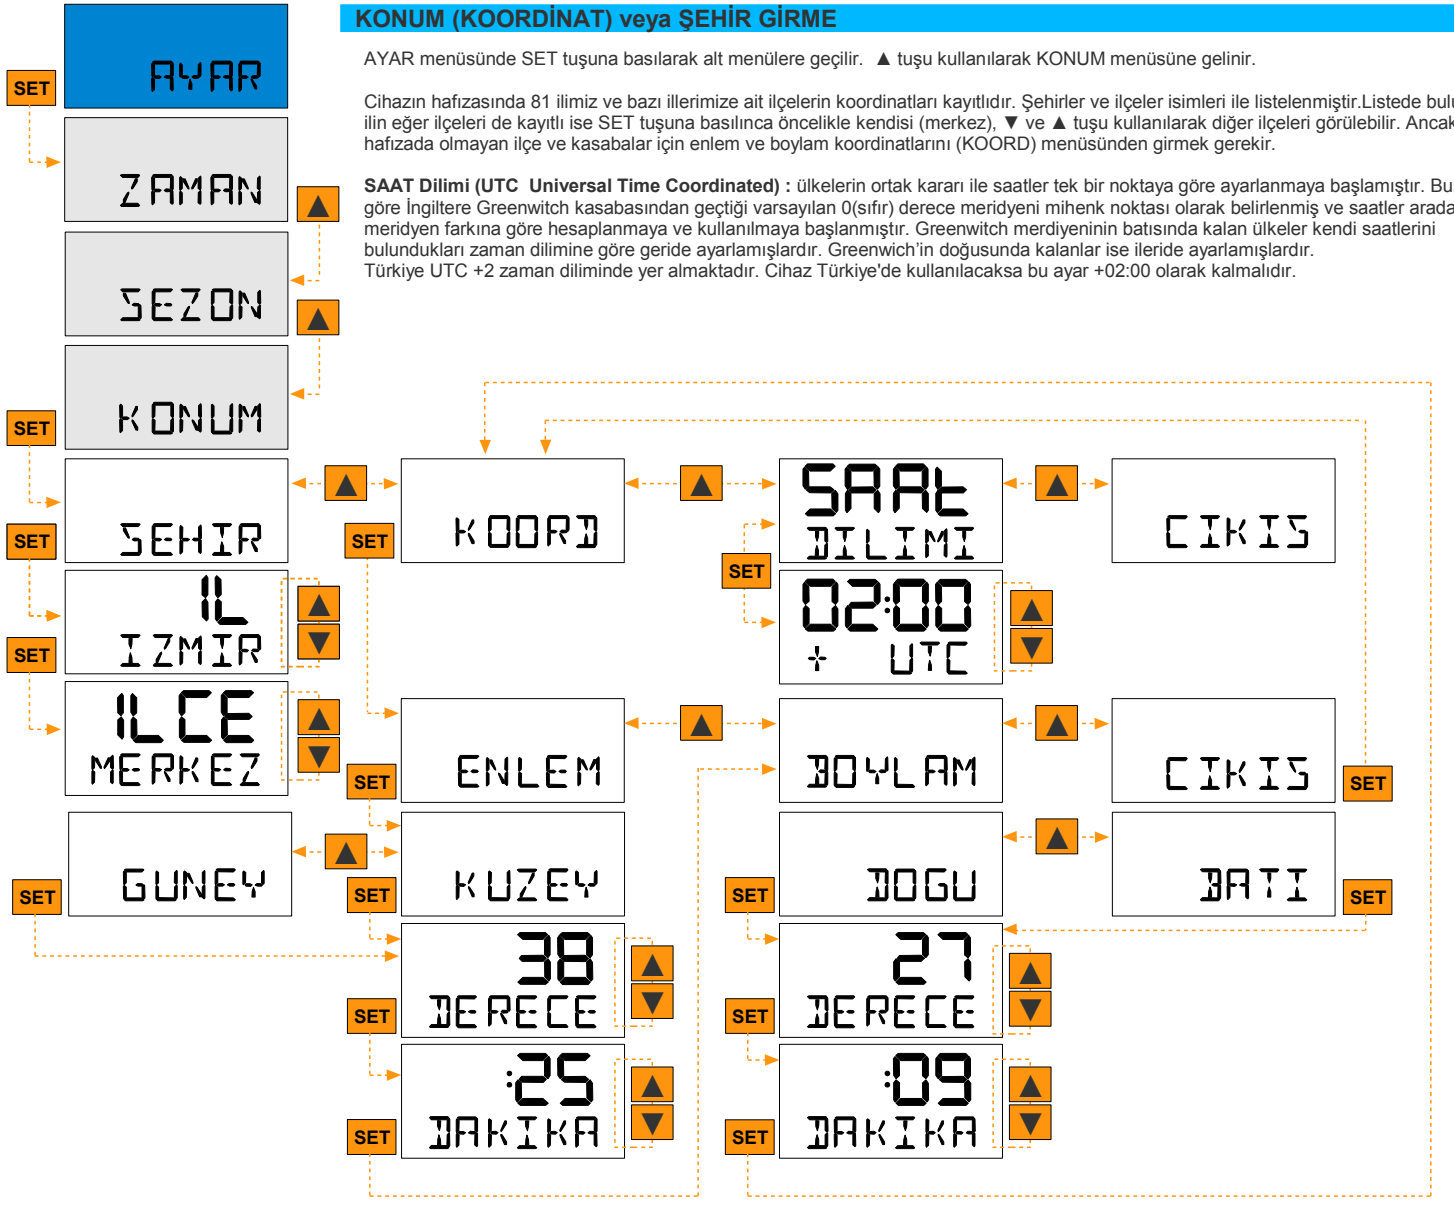 KONUM (KOORDİNAT) veya ŞEHİR GİRME
AYAR menüsünde SET tuşuna basılarak alt menülere geçilir. ▲ tuşu kullanılarak KONUM menüsüne gelinir.
Cihazın hafızasında 81 ilimiz ve bazı illerimize ait ilçelerin koordinatları kayıtlıdır. Şehirler ve ilçeler isimleri ile listelenmiştir.Listede bulu
ilin eğer ilçeleri de kayıtlı ise SET tuşuna basılınca öncelikle kendisi (merkez), ▼ ve ▲ tuşu kullanılarak diğer ilçeleri görülebilir. Ancak
hafızada olmayan ilçe ve kasabalar için enlem ve boylam koordinatlarını (KOORD) menüsünden girmek gerekir.
SAAT Dilimi (UTC Universal Time Coordinated) : ülkelerin ortak kararı ile saatler tek bir noktaya göre ayarlanmaya başlamıştır. Bu
göre İngiltere Greenwitch kasabasından geçtiği varsayılan 0(sıfır) derece meridyeni mihenk noktası olarak belirlenmiş ve saatler arada
meridyen farkına göre hesaplanmaya ve kullanılmaya başlanmıştır. Greenwitch merdiyeninin batısında kalan ülkeler kendi saatlerini
bulundukları zaman dilimine göre geride ayarlamışlardır. Greenwich'in doğusunda kalanlar ise ileride ayarlamışlardır.
Türkiye UTC +2 zaman diliminde yer almaktadır. Cihaz Türkiye'de kullanılacaksa bu ayar +02:00 olarak kalmalıdır.
AYAR
SET
ZAMAN
▲
SEZON
▲
KONUM
SET
SEHIR
▲
KOORD
▲
SAAt
DILIMI
▲
CIKIS
SET
SET
SET
IL
IZMIR
▲
▼
02:00
+ UTC
▲
▼
SET
ILCE
MERKEZ
▲
▼
ENLEM
▲
BOYLAM
▲
CIKIS
SET
SET
GUNEY
▲
KUZEY
DOGU
▲
BATI
SET
SET
SET
SET
38
DERECE
▲
▼
27
DERECE
▲
▼
SET
SET
:25
DAKIKA
▲
▼
:09
DAKIKA
▲
▼
SET
SET